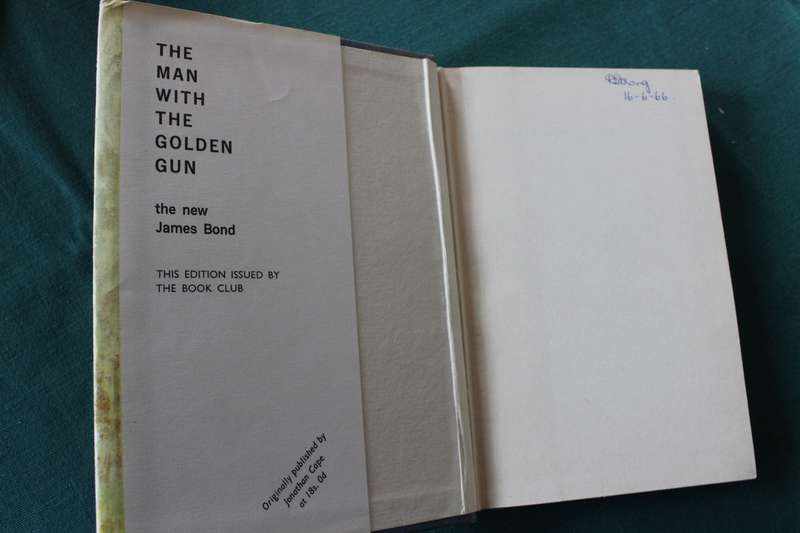 THE
MAN
WITH
THE
GOLDEN
GUN
the new
James Bond
THIS EDITION ISSUED BY
THE BOOK CLUB
Originally published by
Jonathan Cape
at 18s. 0d
16-6-66